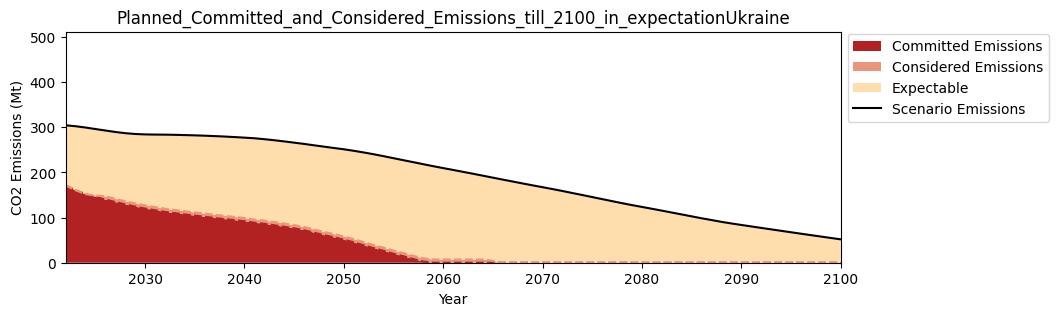 Planned_Committed_and_Considered_Emissions_till_2100_in_expectationUkraine
500
400
300
200
100
0
CO2 Emissions (Mt)
2030
2040
2050
2060
2070
2080
2090
2100
Year
Committed Emissions
Considered Emissions
Expectable
Scenario Emissions